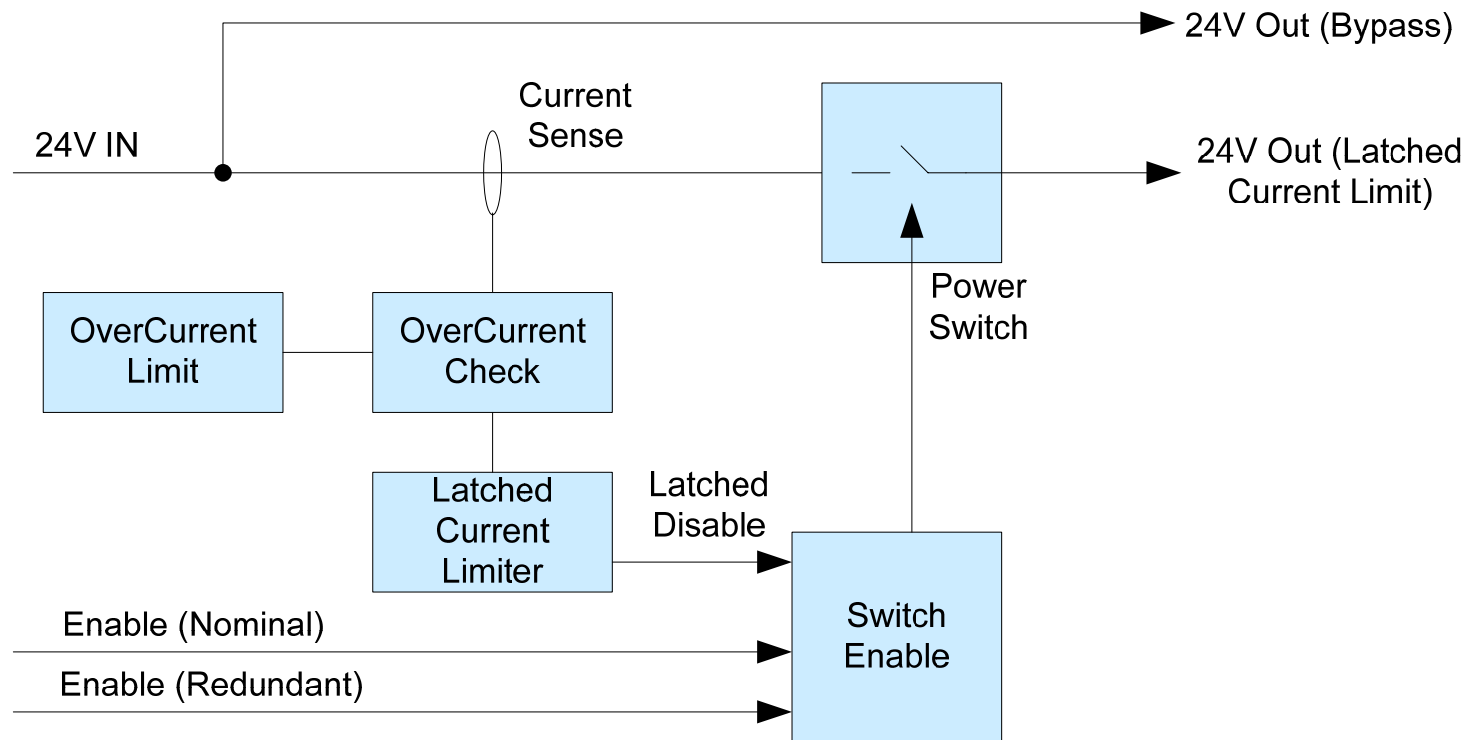 24V Out (Bypass)
Current
Sense
24V IN
24V Out (Latched
Current Limit)
Power
Switch
OverCurrent
Limit
OverCurrent
Check
Latched
Current
Limiter
Latched
Disable
Enable (Nominal)
Enable (Redundant)
Switch
Enable